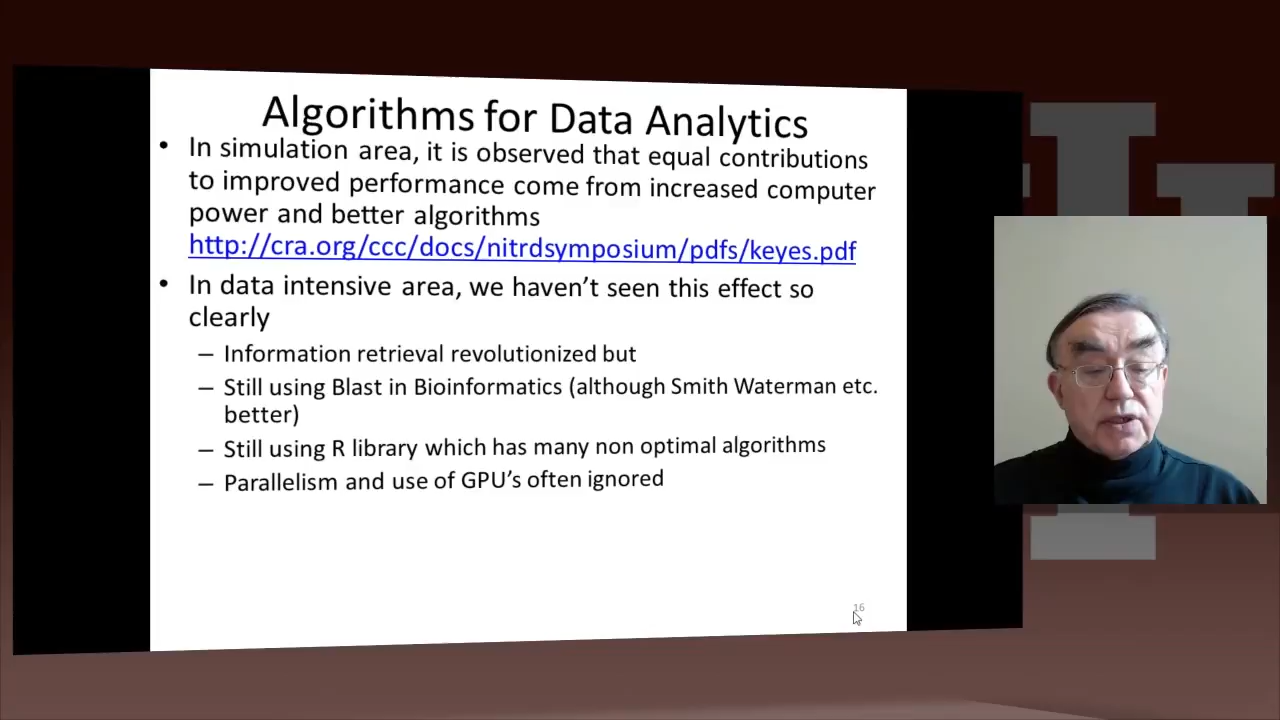 Algorithms for Data Analytics
• In simulation area, it is observed that equal contributions
to improved performance come from increased computer
power and better algorithms
http://cra.org/ccc/docs/nitrdsymposium/pdfs/keyes.pdf
• In data intensive area, we haven't seen this effect so
clearly
– Information retrieval revolutionized but
– Still using Blast in Bioinformatics (although Smith Waterman etc.
better)
– Still using R library which has many non optimal algorithms
– Parallelism and use of GPU's often ignored
16